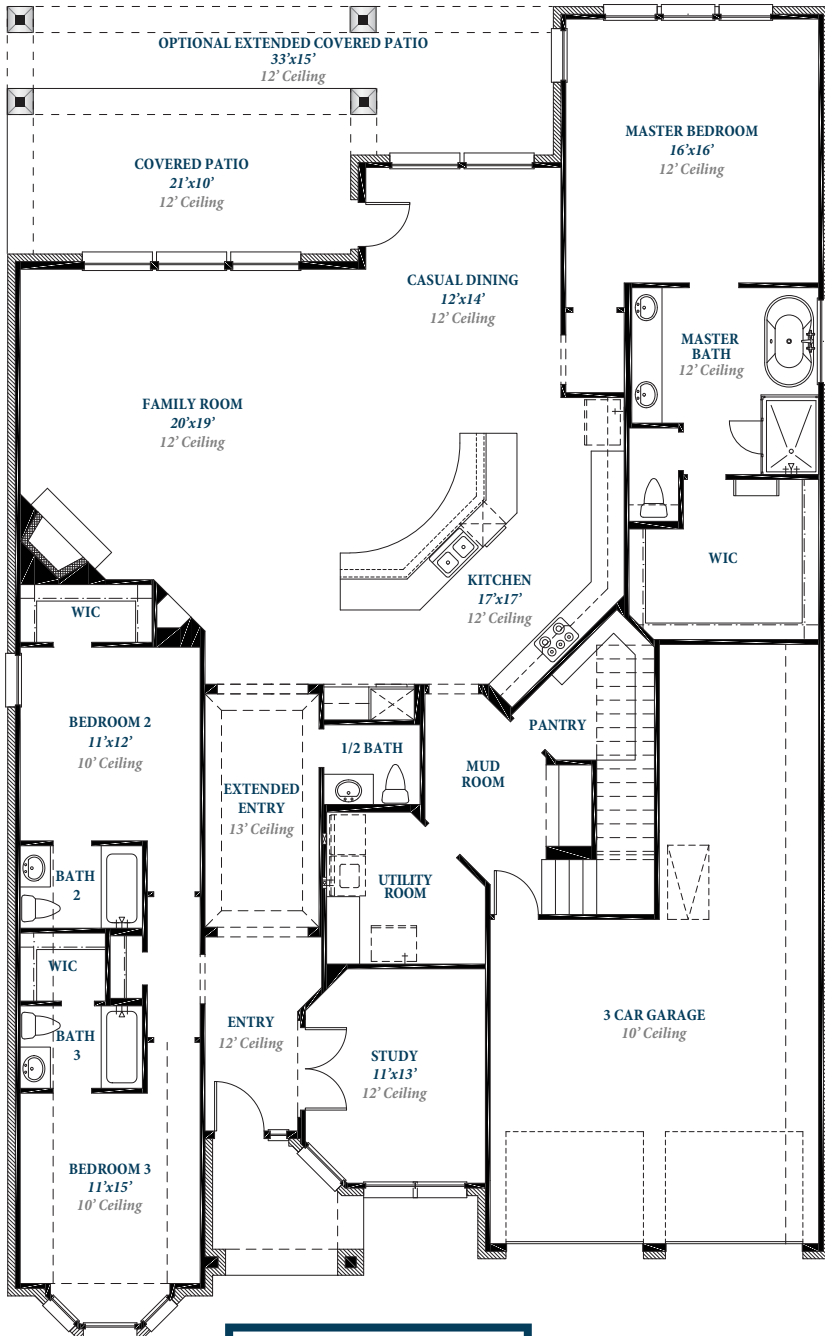 OPTIONAL EXTENDED COVERED PATIO
33’x15’
12’ Ceiling
MASTER BEDROOM
16’x16’
12’ Ceiling
COVERED PATIO
21’x10’
12’ Ceiling
CASUAL DINING
12’x14’
12’ Ceiling
MASTER
BATH
12’ Ceiling
FAMILY ROOM
20’x19’
12’ Ceiling
WIC
KITCHEN
17’x17’
12’ Ceiling
WIC
BEDROOM 2
11’x12’
10’ Ceiling
PANTRY
1/2 BATH
MUD
ROOM
EXTENDED
ENTRY
13’ Ceiling
BATH
2
UTILITY
ROOM
WIC
ENTRY
12’ Ceiling
3 CAR GARAGE
10’ Ceiling
BATH
3
STUDY
11’x13’
12’ Ceiling
BEDROOM 3
11’x15’
10’ Ceiling